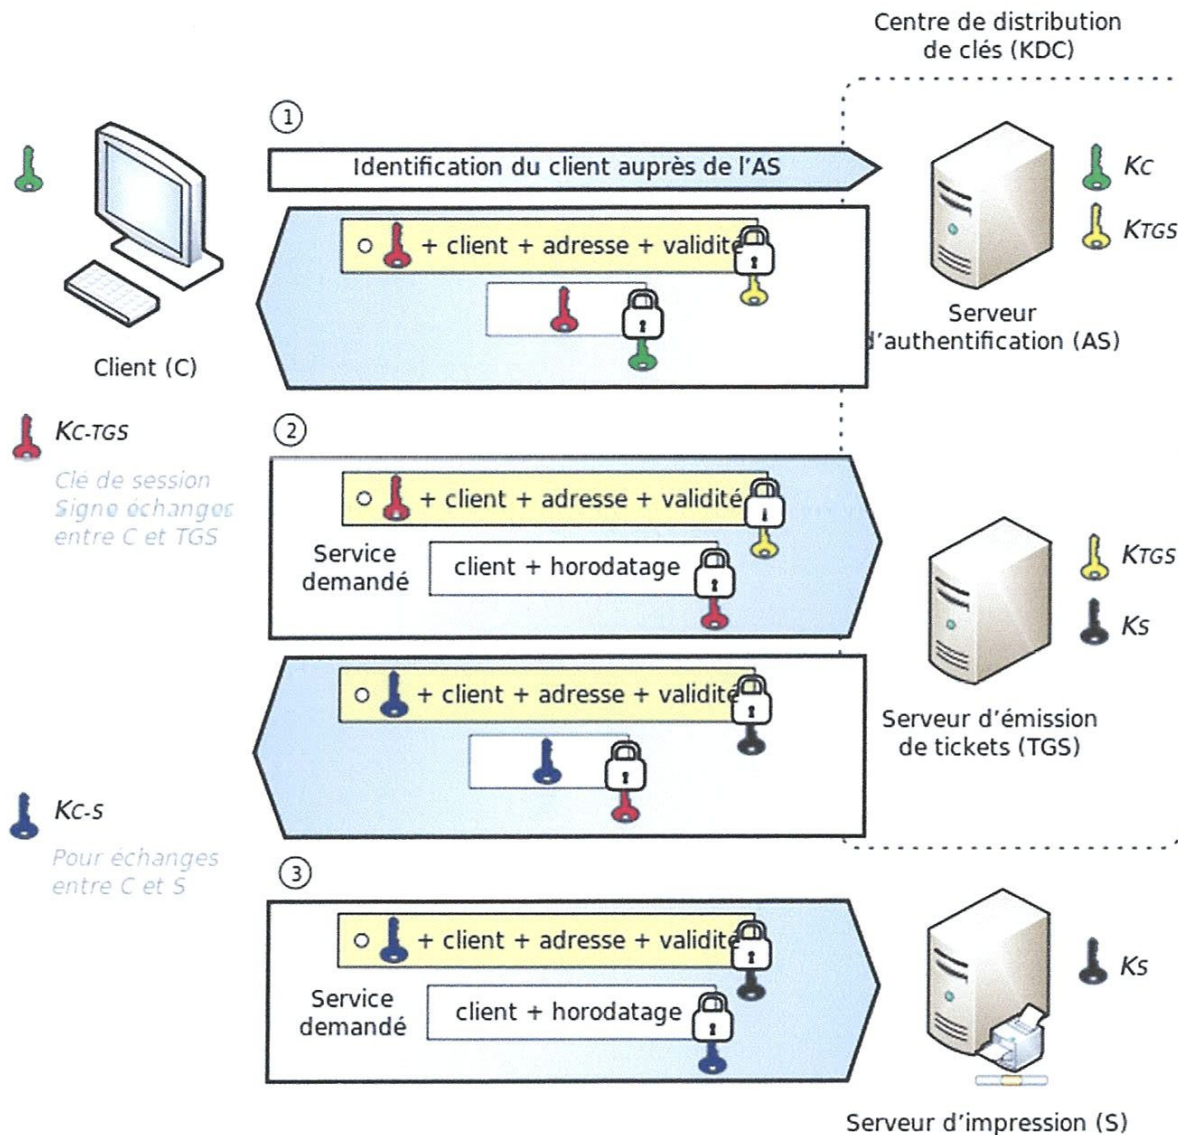 Centre de distribution
de clés (KDC)
1
Identification du client auprès de l'AS
KC
+ client + adresse + validité
KTGS
Serveur
d'authentification (AS)
Client (C)
KC-TGS
2
Clé de session
Signe échanges
entre C et TGS
+ client + adresse + validité
Service
demandé
client + horodatage
KTGS
KS
+ client + adresse + validité
Serveur d'émission
de tickets (TGS)
KC-S
Pour échanges
entre C et S
3
+ client + adresse + validité
Service
demandé
client + horodatage
KS
Serveur d'impression (S)